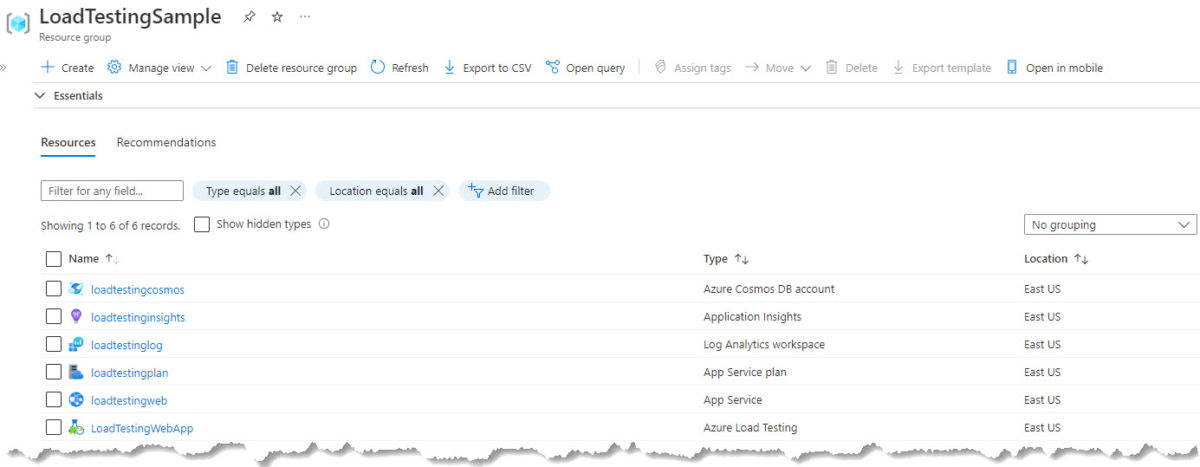 LoadTestingSample
Resource group
Create Manage view Delete resource group Refresh Export to CSV Open query Assign tags Move Delete Export template Open in mobile
Essentials
Resources Recommendations
Filter for any field... Type equals all Location equals all Add filter
Showing 1 to 6 of 6 records. Show hidden types No grouping
Name Type Location
loadtestingcosmos Azure Cosmos DB account East US
loadtestinginsights Application Insights East US
loadtestinglog Log Analytics workspace East US
loadtestingplan App Service plan East US
loadtestingweb App Service East US
LoadTestingWebApp Azure Load Testing East US